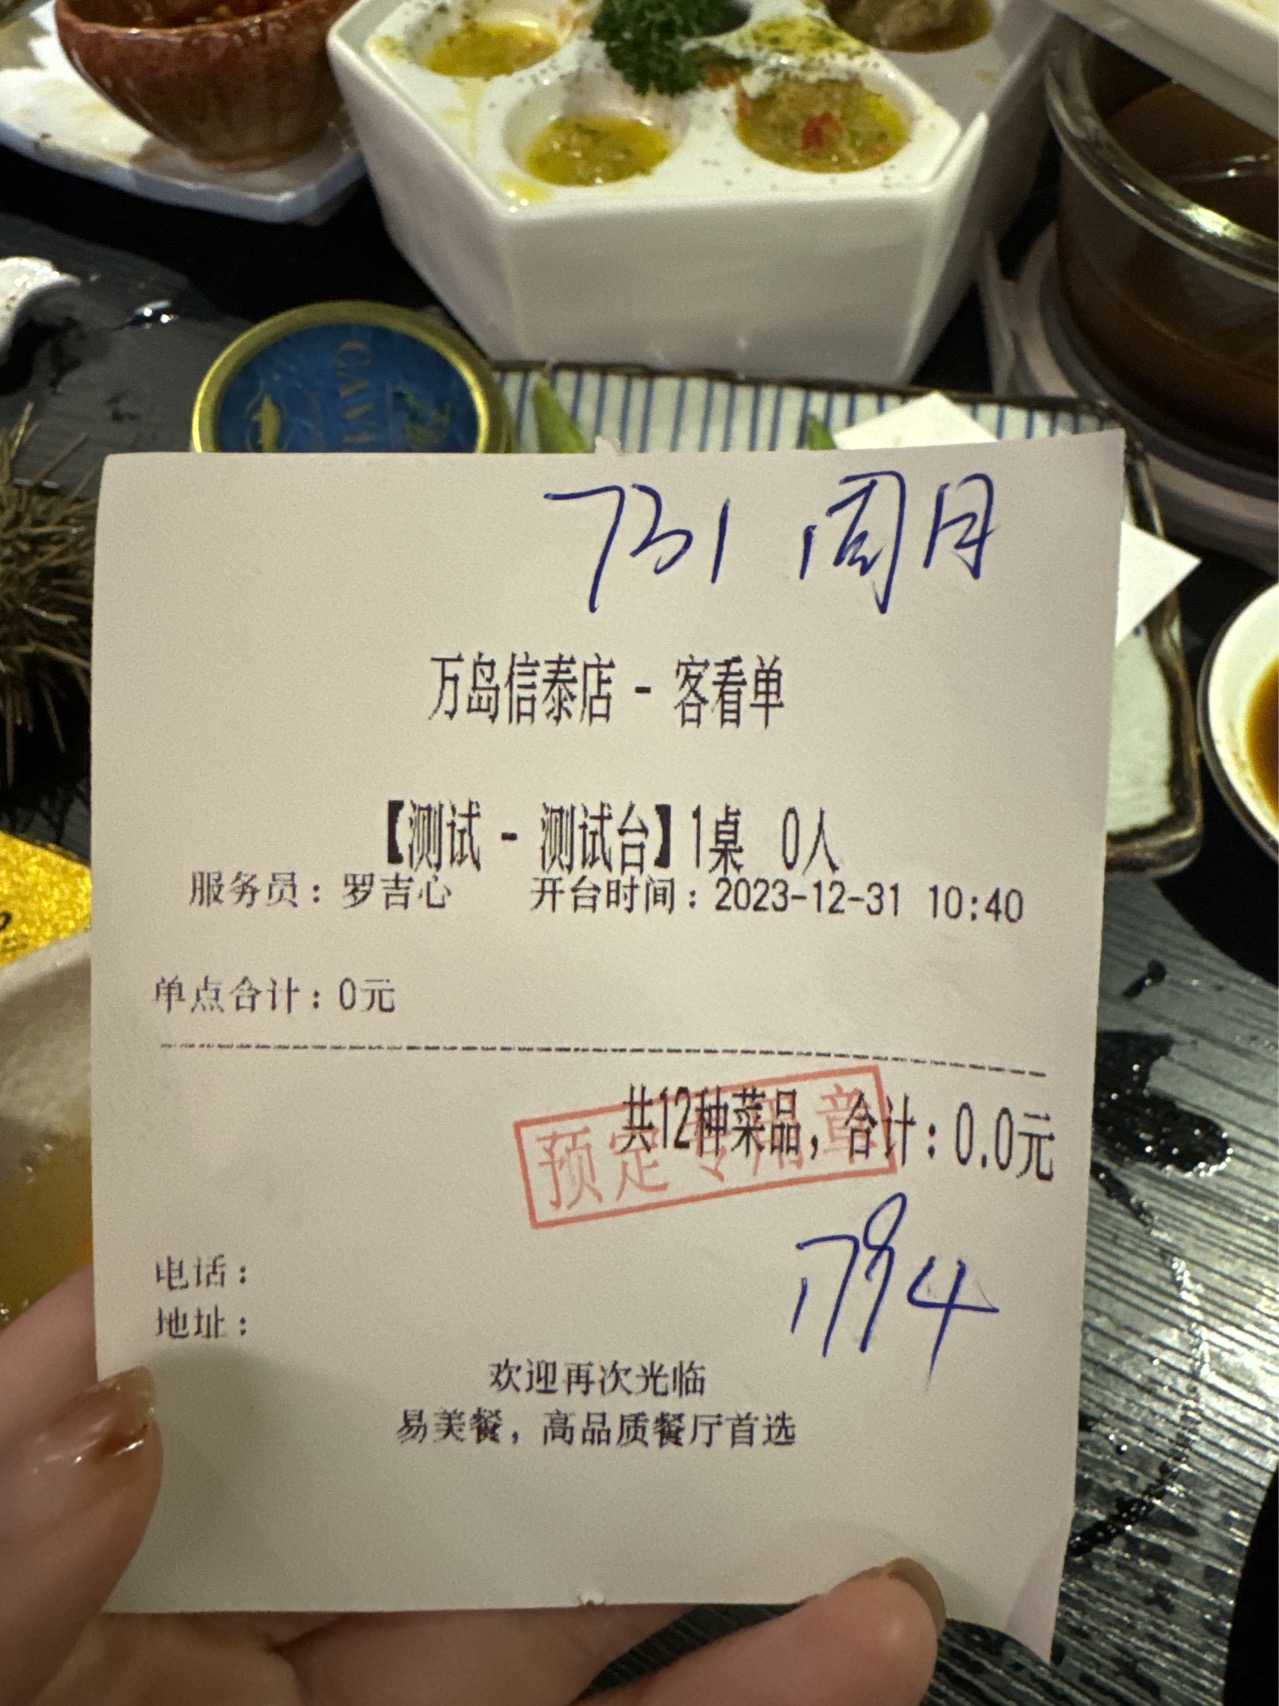 CAVI
731 周月
万岛信泰店 - 客看单
【测试 - 测试台】1桌 0人
服务员：罗吉心 开台时间：2023-12-31 10:40
单点合计：0元
共12种菜品，合计：0.0元
预定专用章
电话：
地址：
欢迎再次光临
易美餐，高品质餐厅首选